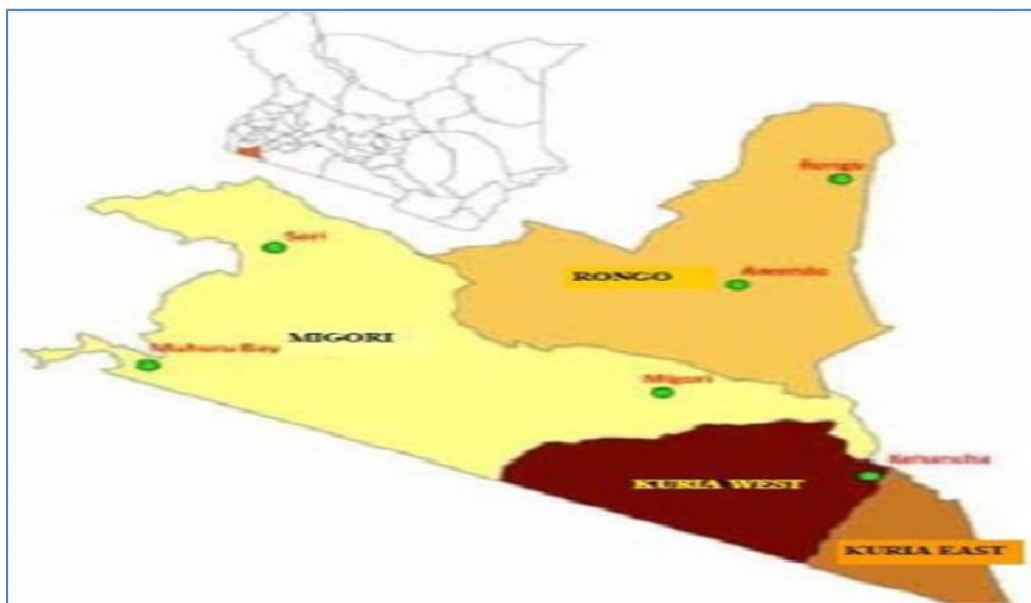 Rongo
Sori
RONGO
Awendo
MIGORI
Muhuru Bay
Migori
Kehancha
KURIA WEST
KURIA EAST